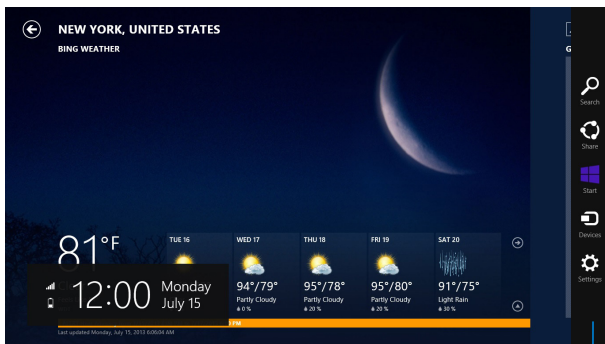 NEW YORK, UNITED STATES
BING WEATHER
Search
Share
Start
Devices
Settings
81°F
TUE 16
WED 17
94°/79°
Partly Cloudy
0 %
THU 18
95°/78°
Partly Cloudy
20 %
FRI 19
95°/80°
Partly Cloudy
20 %
SAT 20
91°/75°
Light Rain
30 %
12:00
Monday
July 15
PM
Last updated Monday, July 15, 2013 6:06:04 AM